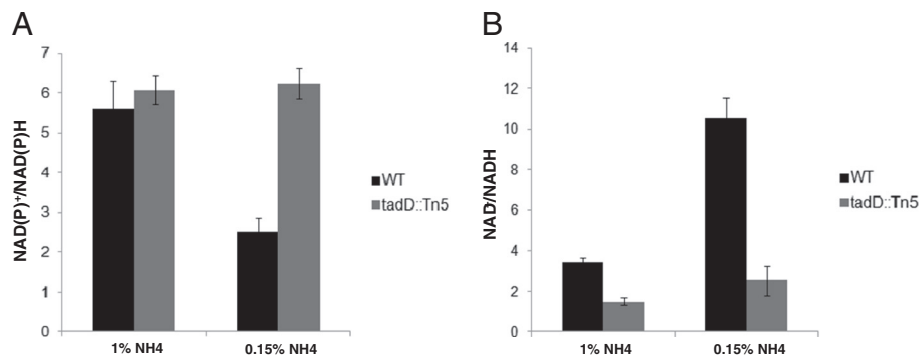 A
NAD(P)⁺/NAD(P)H
7
6
5
4
3
2
1
0
1% NH4
0.15% NH4
WT
tadD::Tn5
B
NAD⁺/NADH
14
12
10
8
6
4
2
0
1% NH4
0.15% NH4
WT
tadD::Tn5